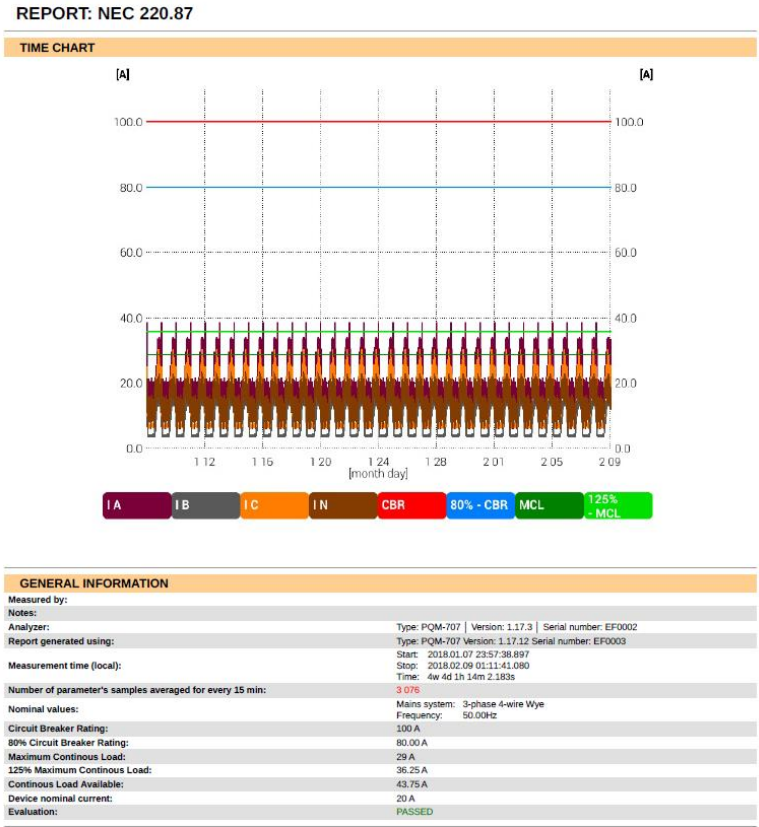 REPORT: NEC 220.87
TIME CHART
[A] [A]
100.0 100.0
80.0 80.0
60.0 60.0
40.0 40.0
20.0 20.0
0.0 0.0
1 12 1 16 1 20 1 24 1 28 2 01 2 05 2 09
[month day]
I A I B I C I N CBR 80% - CBR MCL 125% - MCL
GENERAL INFORMATION
Measured by:
Notes:
Analyzer: Type: PQM-707 | Version: 1.17.3 | Serial number: EF0002
Report generated using: Type: PQM-707 Version: 1.17.12 Serial number: EF0003
Measurement time (local): Start: 2018.01.07 23:57:38.897
Stop: 2018.02.09 01:11:41.080
Time: 4w 4d 1h 14m 2.183s
Number of parameter's samples averaged for every 15 min: 3 076
Nominal values: Mains system: 3-phase 4-wire Wye
Frequency: 50.00Hz
Circuit Breaker Rating: 100 A
80% Circuit Breaker Rating: 80.00 A
Maximum Continous Load: 29 A
125% Maximum Continous Load: 36.25 A
Continous Load Available: 43.75 A
Device nominal current: 20 A
Evaluation: PASSED